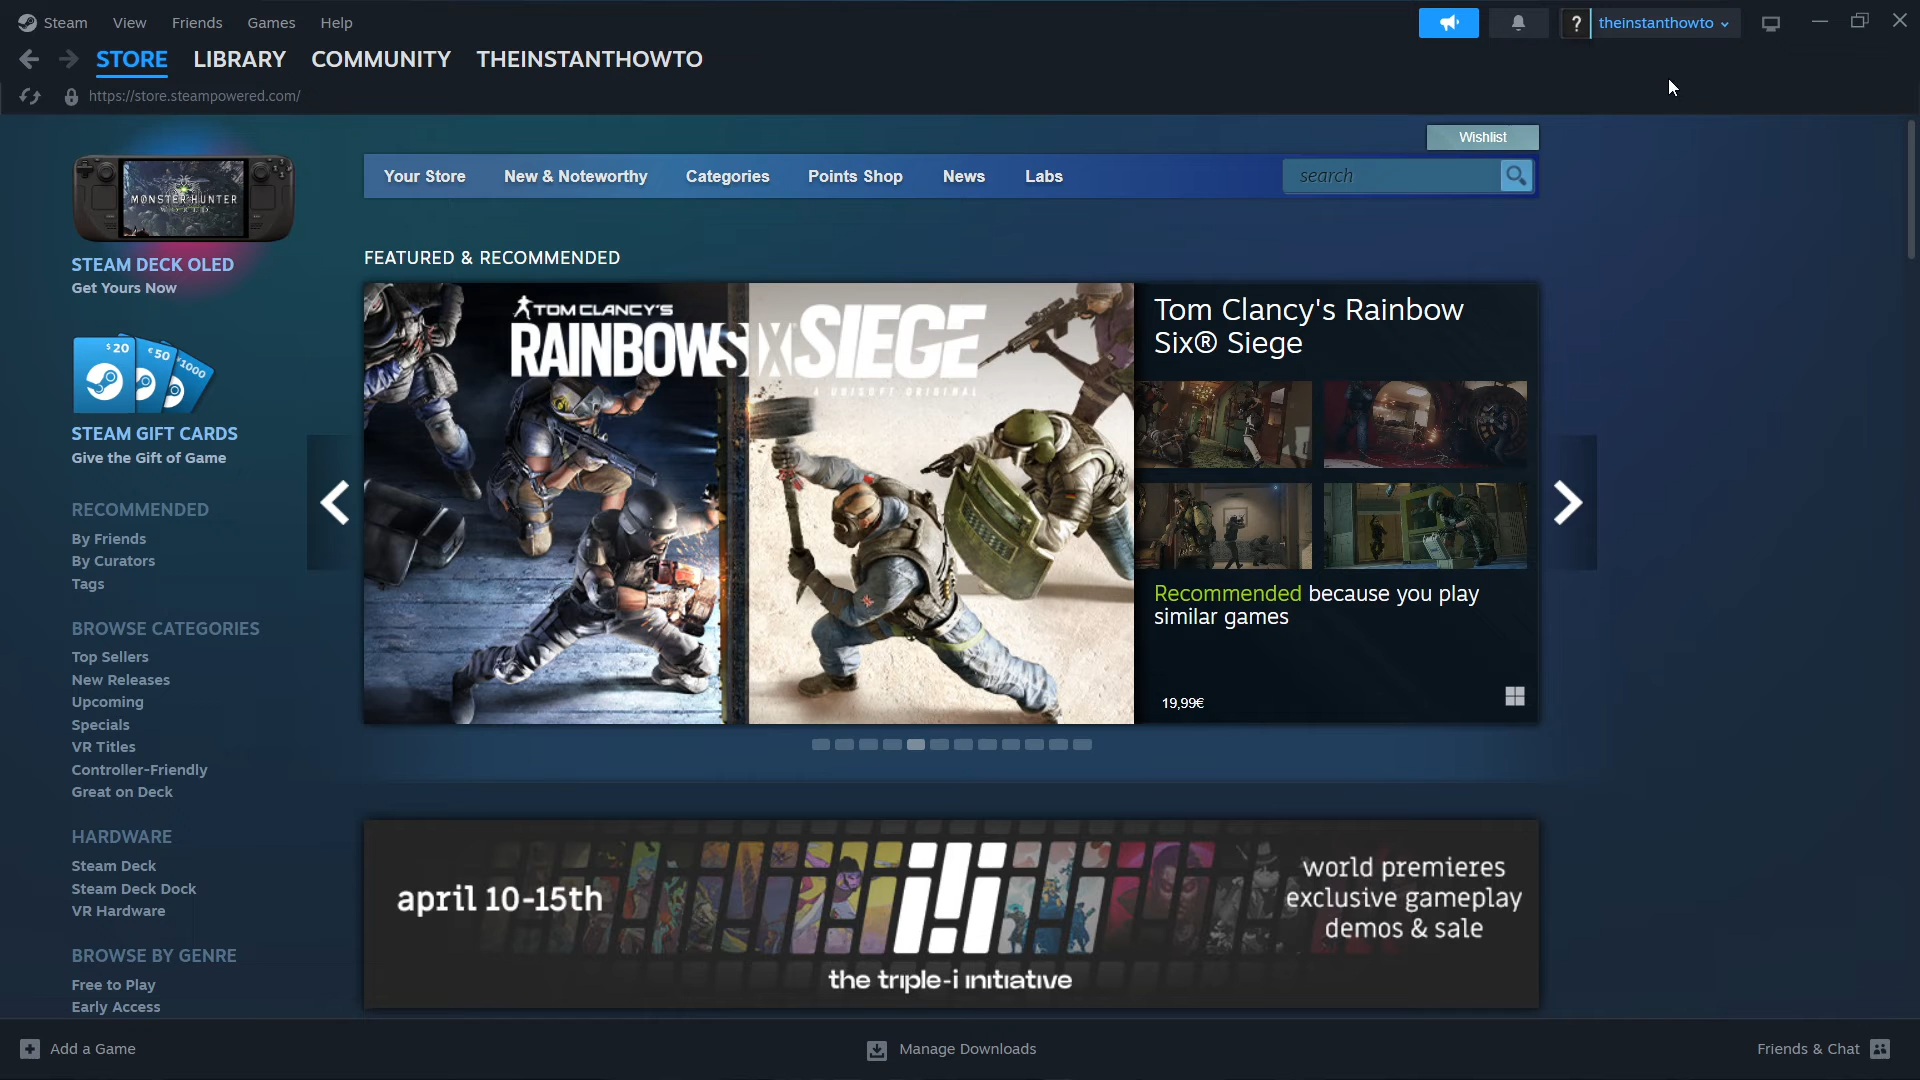 Steam View Friends Games Help
? theinstanthowto
STORE LIBRARY COMMUNITY THEINSTANTHOWTO
https://store.steampowered.com/
Wishlist
Your Store New & Noteworthy Categories Points Shop News Labs search
MONSTER HUNTER
WORLD
STEAM DECK OLED
Get Yours Now
$20 €50 ¥1000
STEAM GIFT CARDS
Give the Gift of Game
RECOMMENDED
By Friends
By Curators
Tags
BROWSE CATEGORIES
Top Sellers
New Releases
Upcoming
Specials
VR Titles
Controller-Friendly
Great on Deck
HARDWARE
Steam Deck
Steam Deck Dock
VR Hardware
BROWSE BY GENRE
Free to Play
Early Access
FEATURED & RECOMMENDED
TOM CLANCY'S
RAINBOW SIX SIEGE
A UBISOFT ORIGINAL
Tom Clancy's Rainbow
Six® Siege
Recommended because you play
similar games
19,99€
april 10-15th
the triple-i initiative
world premieres
exclusive gameplay
demos & sale
Add a Game Manage Downloads Friends & Chat